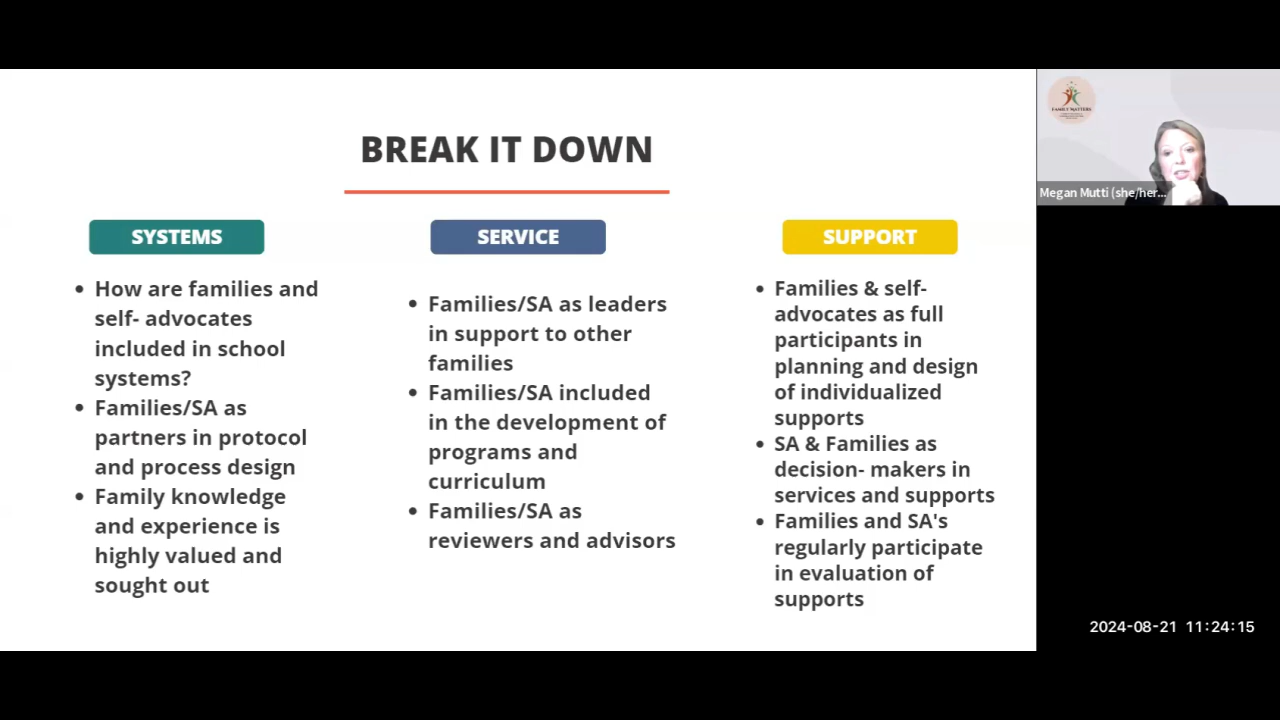 BREAK IT DOWN
SYSTEMS
How are families and
self- advocates
included in school
systems?
Families/SA as
partners in protocol
and process design
Family knowledge
and experience is
highly valued and
sought out
SERVICE
Families/SA as leaders
in support to other
families
Families/SA included
in the development of
programs and
curriculum
Families/SA as
reviewers and advisors
SUPPORT
Families & self-
advocates as full
participants in
planning and design
of individualized
supports
SA & Families as
decision- makers in
services and supports
Families and SA's
regularly participate
in evaluation of
supports
FAMILY MATTERS
Megan Mutti (she/her...
2024-08-21 11:24:15